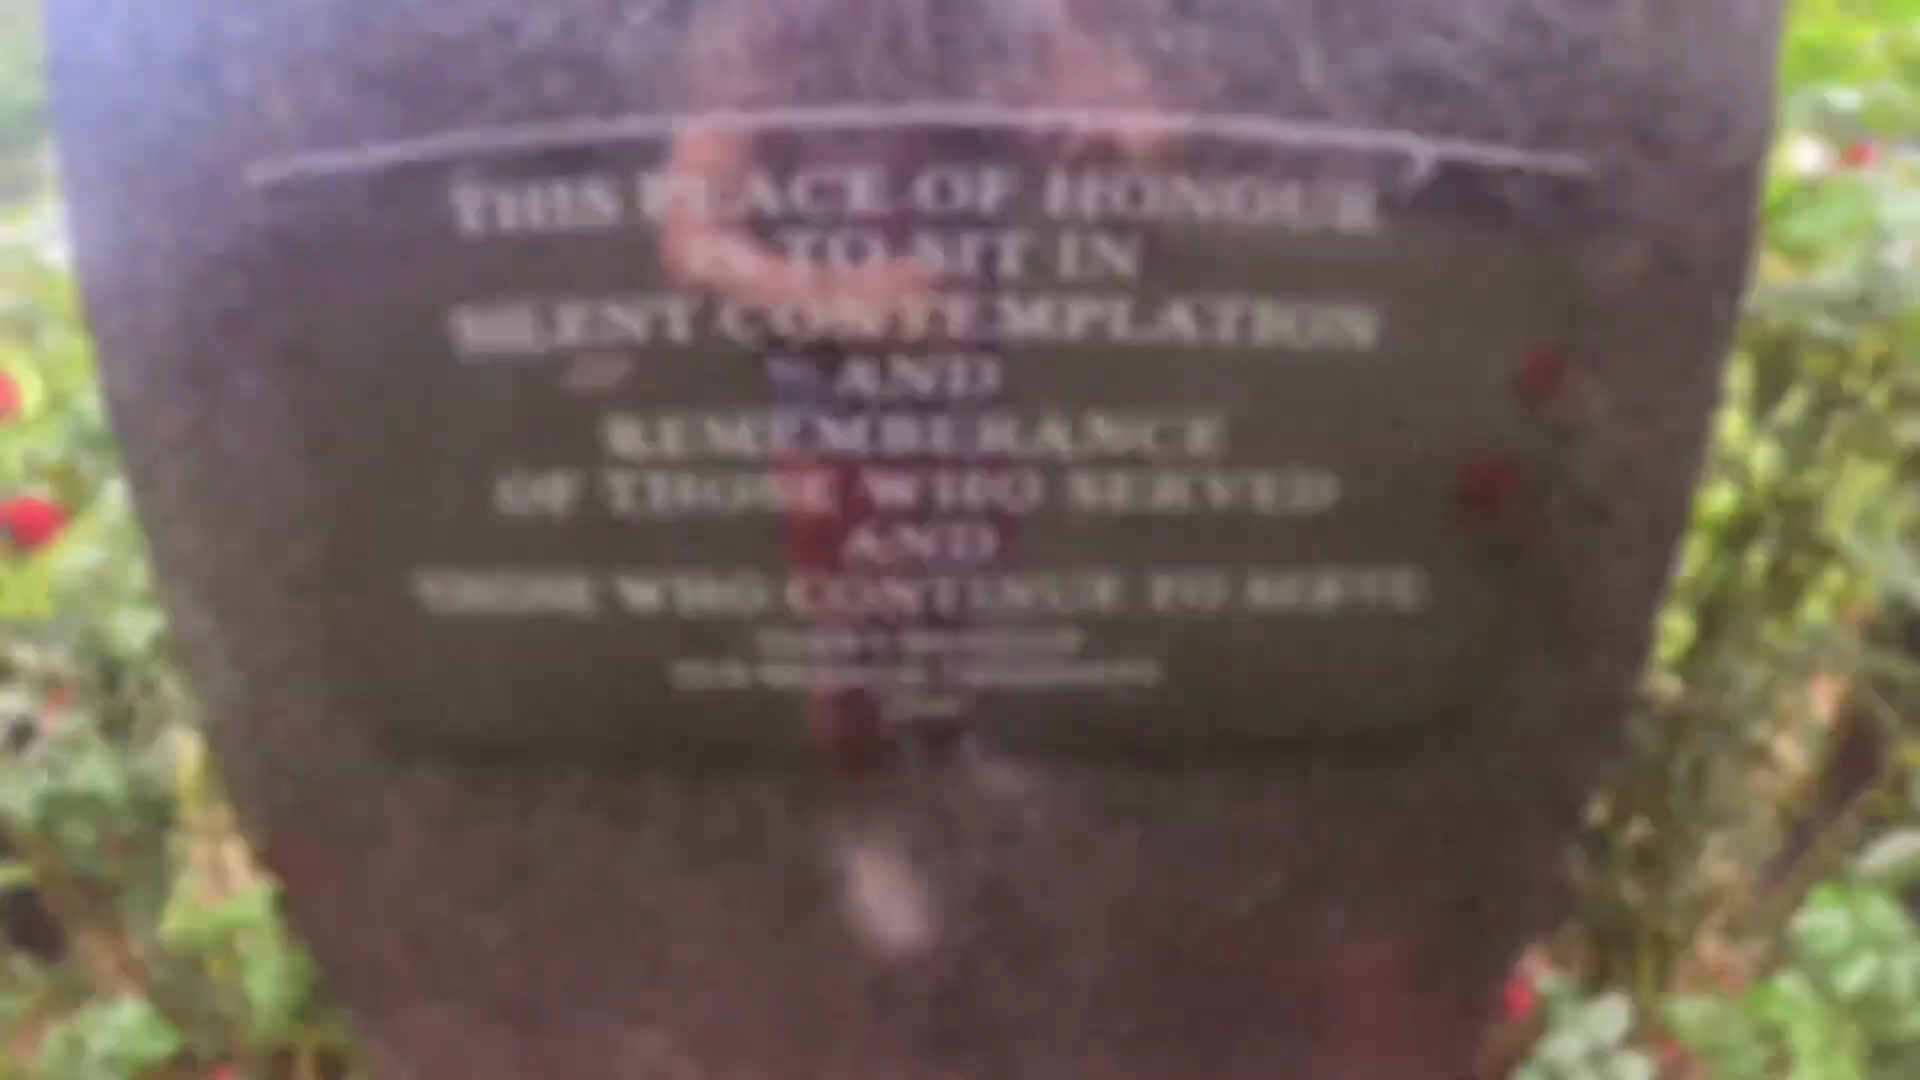 THIS PLACE OF HONOUR
IS TO SIT IN
SILENT CONTEMPLATION
AND
REMEMBERANCE
OF THOSE WHO SERVED
AND
THOSE WHO CONTINUE TO SERVE